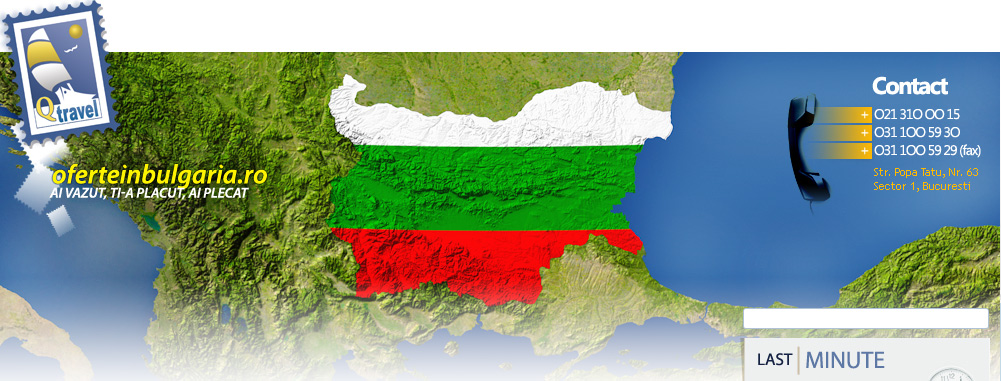 Qtravel
oferteinbulgaria.ro
AI VAZUT, TI-A PLACUT, AI PLECAT
Contact
+ 021 310 00 15
+ 031 100 59 30
+ 031 100 59 29 (fax)
Str. Popa Tatu, Nr. 63
Sector 1, Bucuresti
LAST | MINUTE